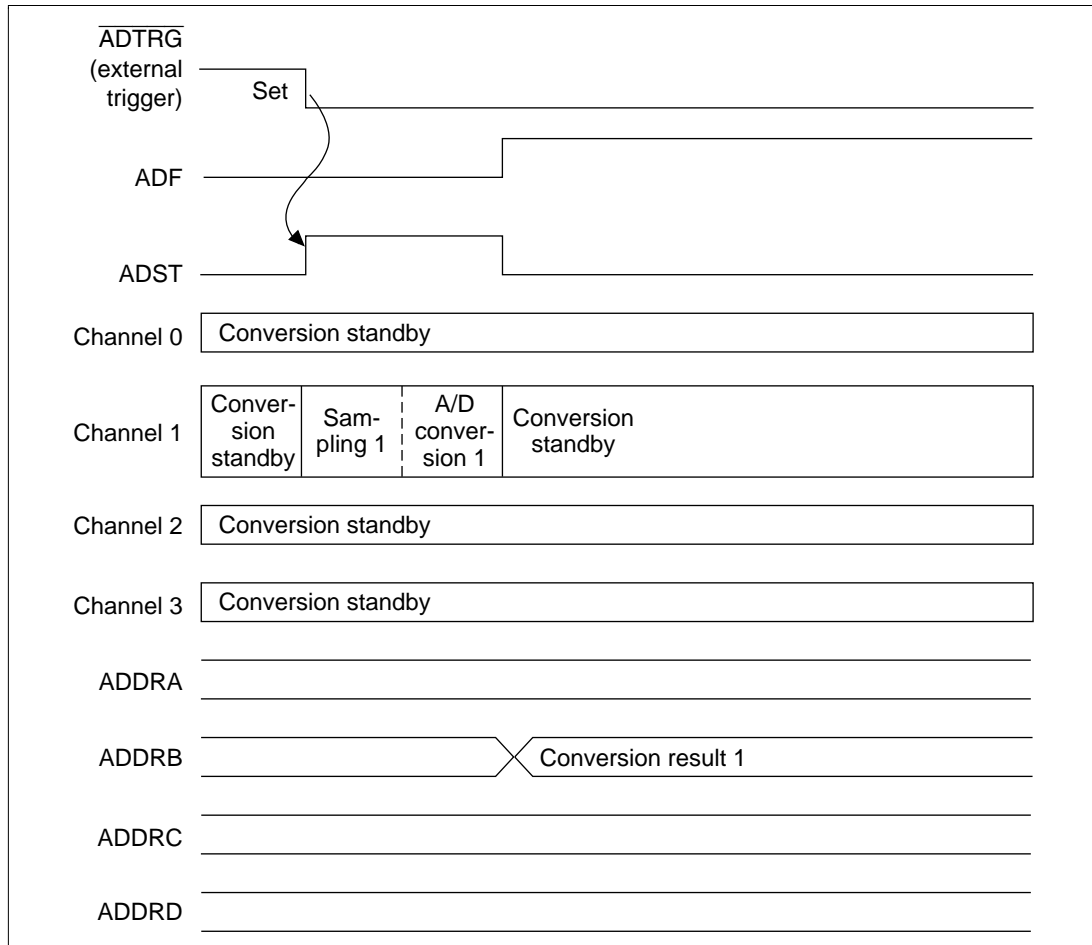 ADTRG
(external
trigger)
Set
ADF
ADST
Channel 0
Conversion standby
Channel 1
Conver-
sion
standby
Sam-
pling 1
A/D
conver-
sion 1
Conversion
standby
Channel 2
Conversion standby
Channel 3
Conversion standby
ADDRA
ADDRB
Conversion result 1
ADDRC
ADDRD